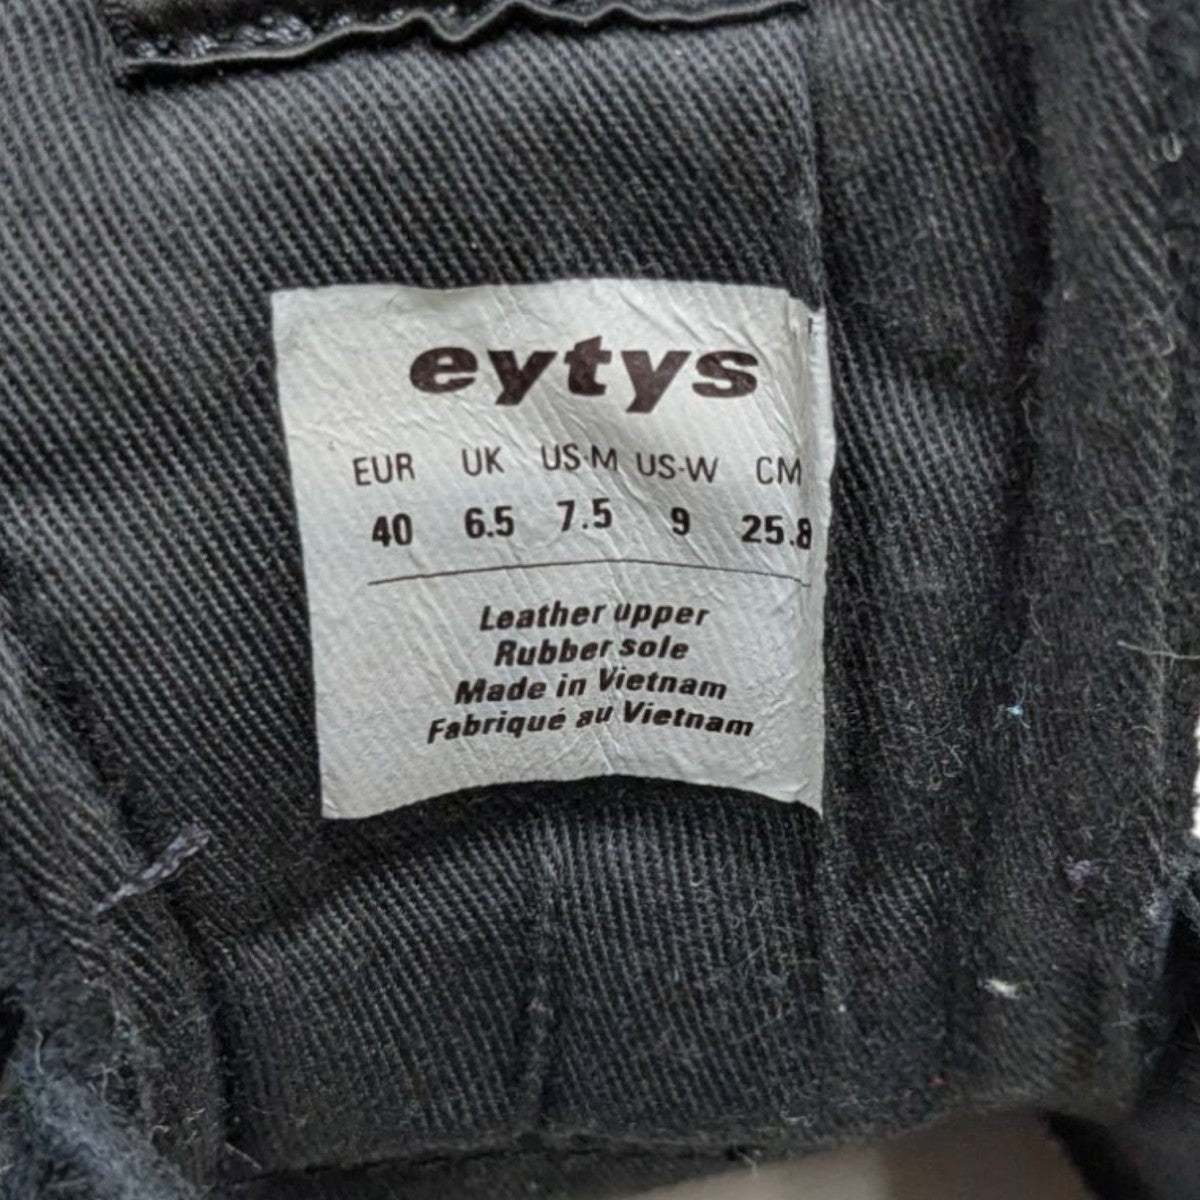 eytys
EUR UK US-M US-W CM
40 6.5 7.5 9 25.8
Leather upper
Rubber sole
Made in Vietnam
Fabriqué au Vietnam